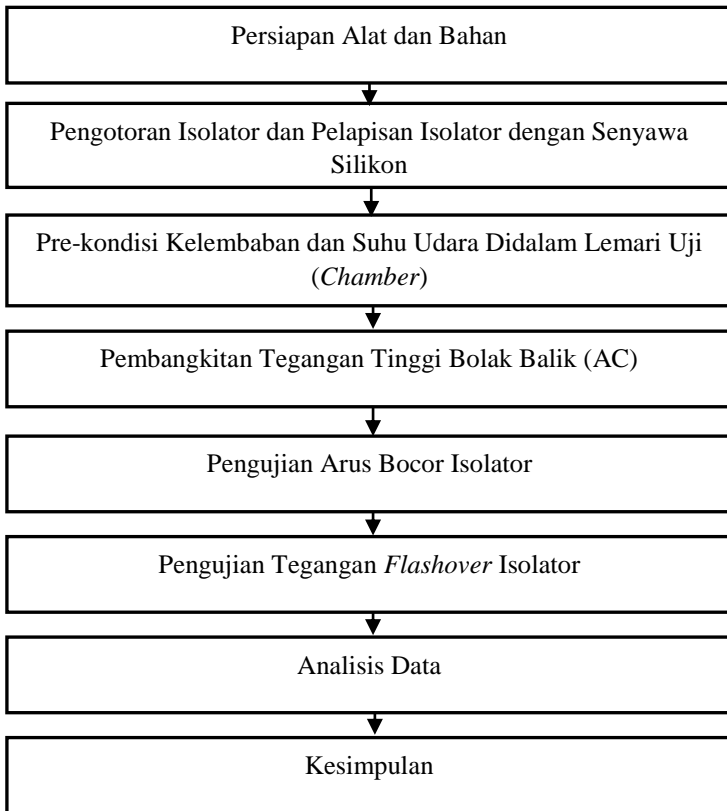 Persiapan Alat dan Bahan
Pengotoran Isolator dan Pelapisan Isolator dengan Senyawa
Silikon
Pre-kondisi Kelembaban dan Suhu Udara Didalam Lemari Uji
(Chamber)
Pembangkitan Tegangan Tinggi Bolak Balik (AC)
Pengujian Arus Bocor Isolator
Pengujian Tegangan Flashover Isolator
Analisis Data
Kesimpulan